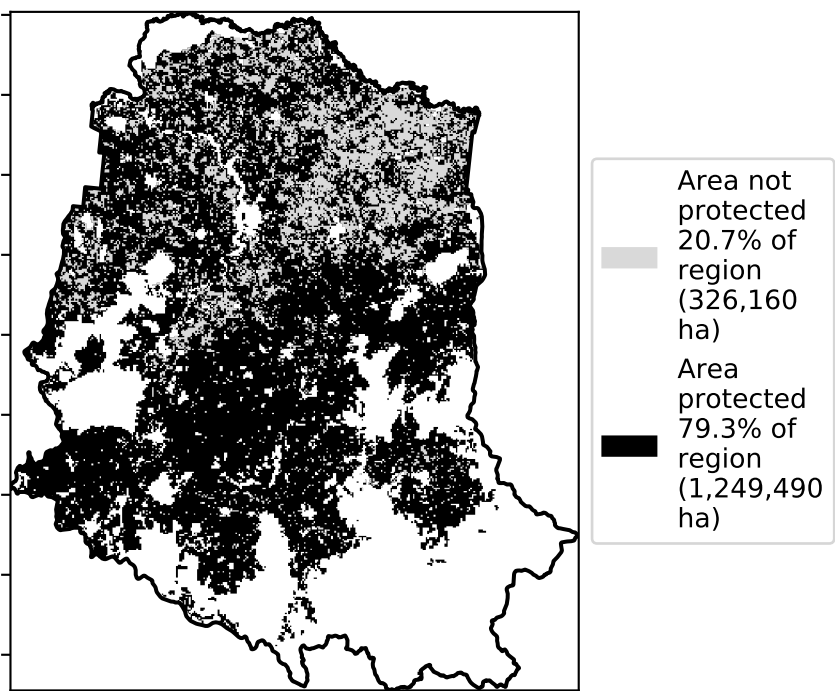 Area not
protected
20.7% of
region
(326,160
ha)
Area
protected
79.3% of
region
(1,249,490
ha)